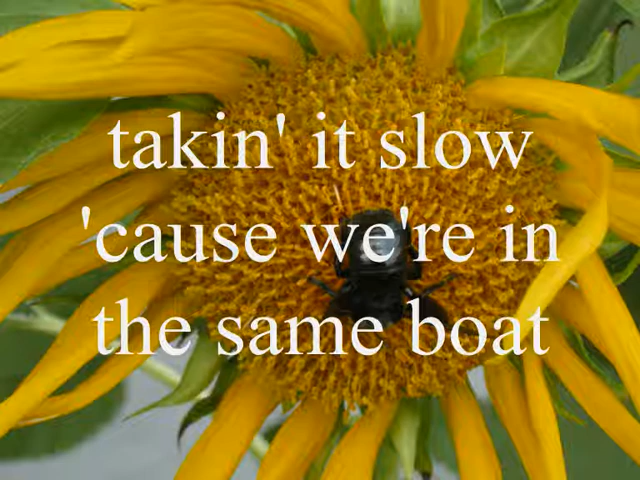 takin' it slow
'cause we're in
the same boat